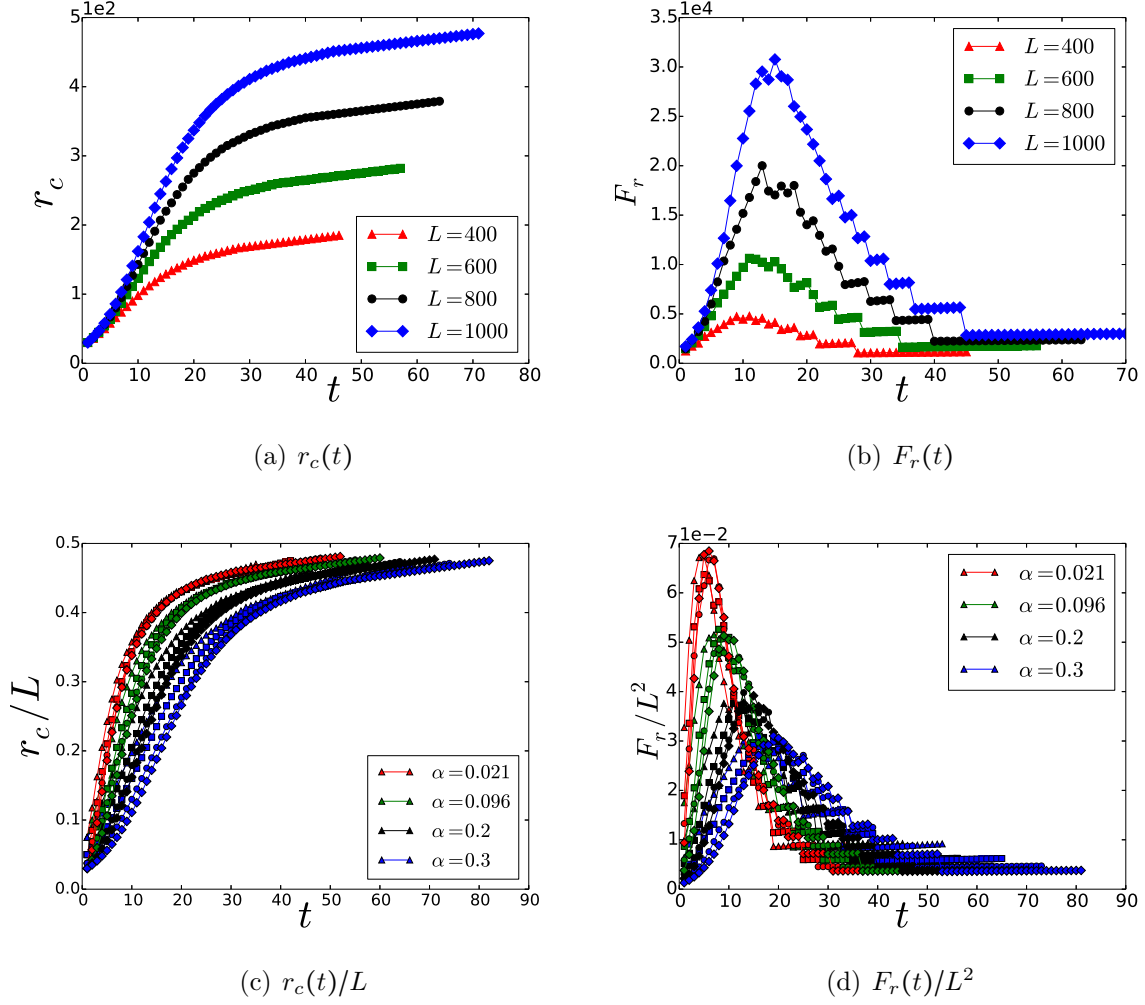 5 1e2
4
3
2
1
0
0 10 20 30 40 50 60 70 80
r_c
t
L=400
L=600
L=800
L=1000
(a) r_c(t)
3.5 1e4
3.0
2.5
2.0
1.5
1.0
0.5
0.0
0 10 20 30 40 50 60 70
F_r
t
L=400
L=600
L=800
L=1000
(b) F_r(t)
0.5
0.4
0.3
0.2
0.1
0.0
0 10 20 30 40 50 60 70 80 90
r_c/L
t
α=0.021
α=0.096
α=0.2
α=0.3
(c) r_c(t)/L
7 1e-2
6
5
4
3
2
1
0
0 10 20 30 40 50 60 70 80 90
F_r/L²
t
α=0.021
α=0.096
α=0.2
α=0.3
(d) F_r(t)/L²